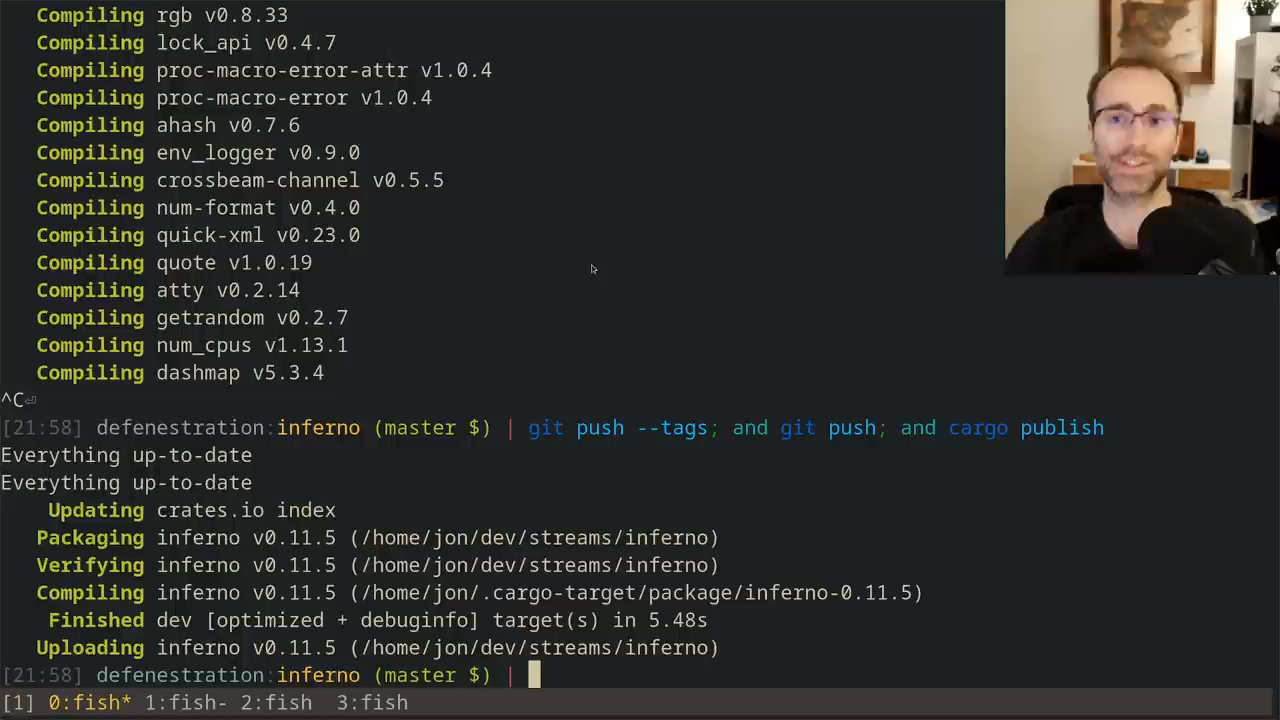 Compiling rgb v0.8.33
Compiling lock_api v0.4.7
Compiling proc-macro-error-attr v1.0.4
Compiling proc-macro-error v1.0.4
Compiling ahash v0.7.6
Compiling env_logger v0.9.0
Compiling crossbeam-channel v0.5.5
Compiling num-format v0.4.0
Compiling quick-xml v0.23.0
Compiling quote v1.0.19
Compiling atty v0.2.14
Compiling getrandom v0.2.7
Compiling num_cpus v1.13.1
Compiling dashmap v5.3.4
^C⏎
[21:58] defenestration:inferno (master $) | git push --tags; and git push; and cargo publish
Everything up-to-date
Everything up-to-date
Updating crates.io index
Packaging inferno v0.11.5 (/home/jon/dev/streams/inferno)
Verifying inferno v0.11.5 (/home/jon/dev/streams/inferno)
Compiling inferno v0.11.5 (/home/jon/.cargo-target/package/inferno-0.11.5)
Finished dev [optimized + debuginfo] target(s) in 5.48s
Uploading inferno v0.11.5 (/home/jon/dev/streams/inferno)
[21:58] defenestration:inferno (master $) |
[1] 0:fish* 1:fish- 2:fish 3:fish